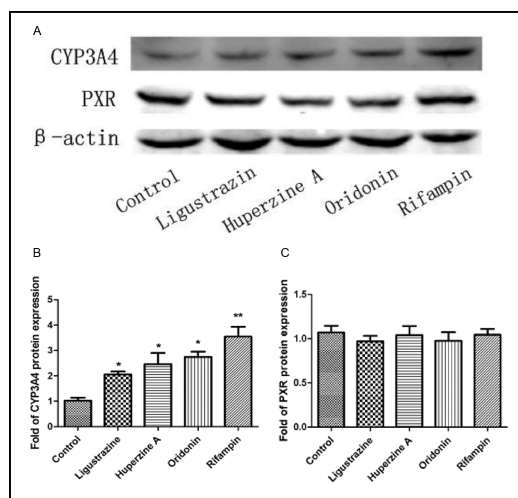 A
CYP3A4
PXR
β-actin
Control
Ligustrazin
Huperzine A
Oridonin
Rifampin
B
Fold of CYP3A4 protein expression
5
4
3
2
1
0
*
*
*
**
Control
Ligustrazine
Huperzine A
Oridonin
Rifampin
C
Fold of PXR protein expression
1.5
1.0
0.5
0.0
Control
Ligustrazine
Huperzine A
Oridonin
Rifampin